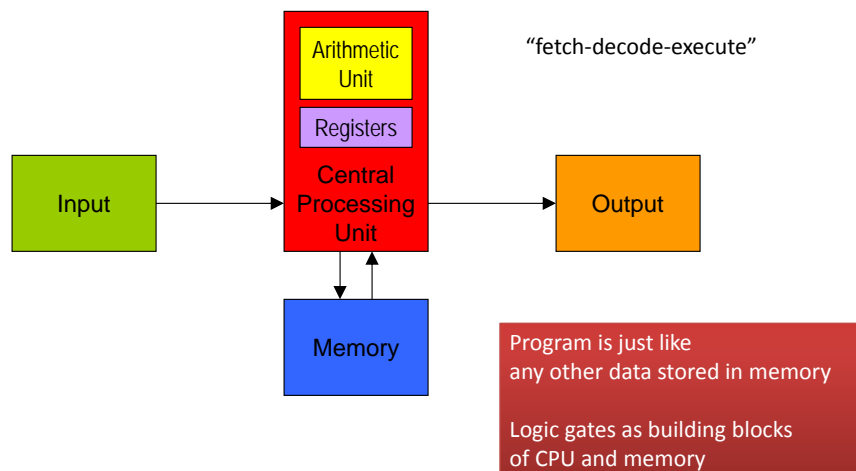 Arithmetic
Unit
"fetch-decode-execute"
Registers
Input
Central
Processing
Unit
Output
Memory
Program is just like
any other data stored in memory
Logic gates as building blocks
of CPU and memory